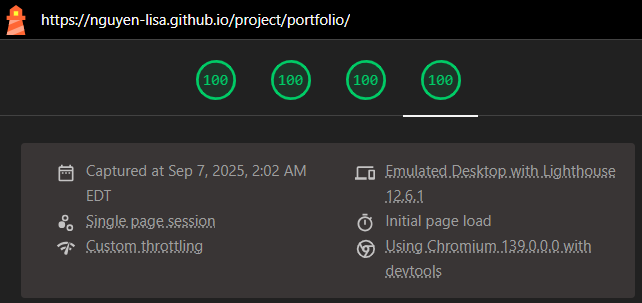 https://nguyen-lisa.github.io/project/portfolio/
100 100 100 100
Captured at Sep 7, 2025, 2:02 AM
EDT
Single page session
Custom throttling
Emulated Desktop with Lighthouse
12.6.1
Initial page load
Using Chromium 139.0.0.0 with
devtools